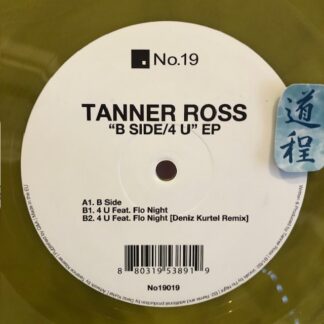 No.19
TANNER ROSS
"B SIDE/4 U" EP
道程
A1. B Side
B1. 4 U Feat. Flo Night
B2. 4 U Feat. Flo Night [Deniz Kurtel Remix]
8 80319 53891 9
No19019